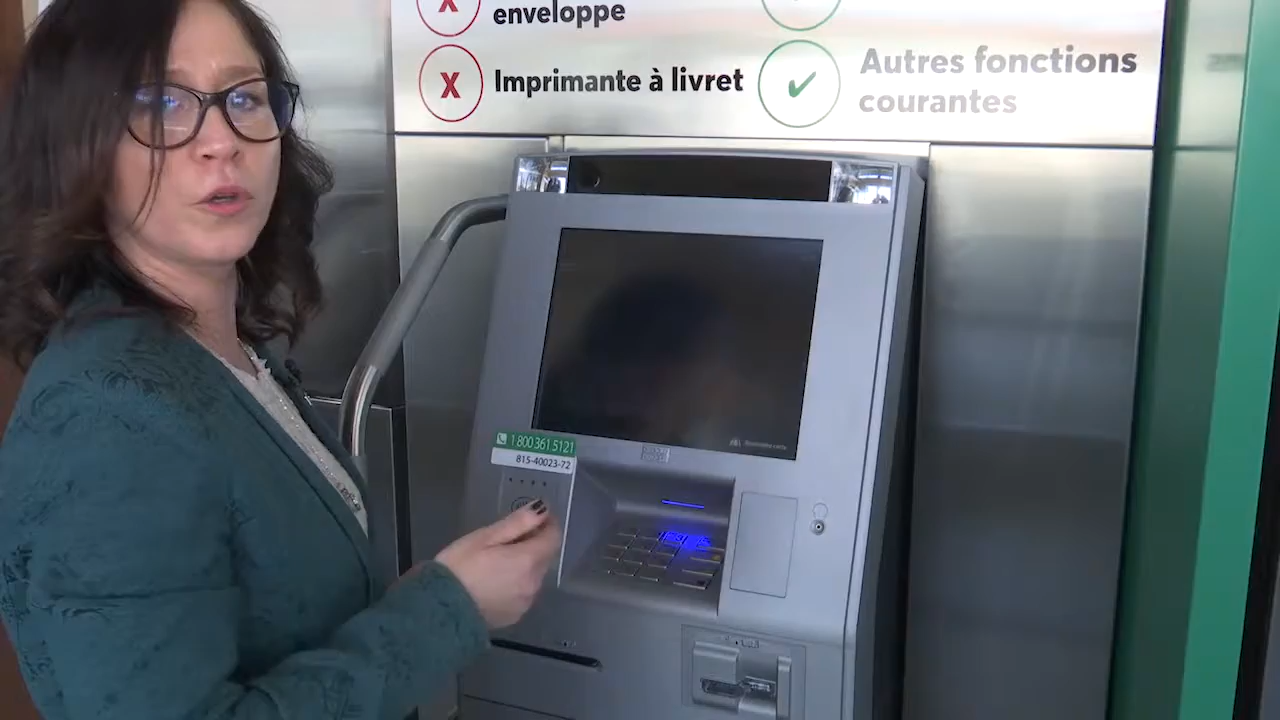 X enveloppe
X Imprimante à livret
✓ Autres fonctions
courantes
1 800 361 5121
815-40023-72